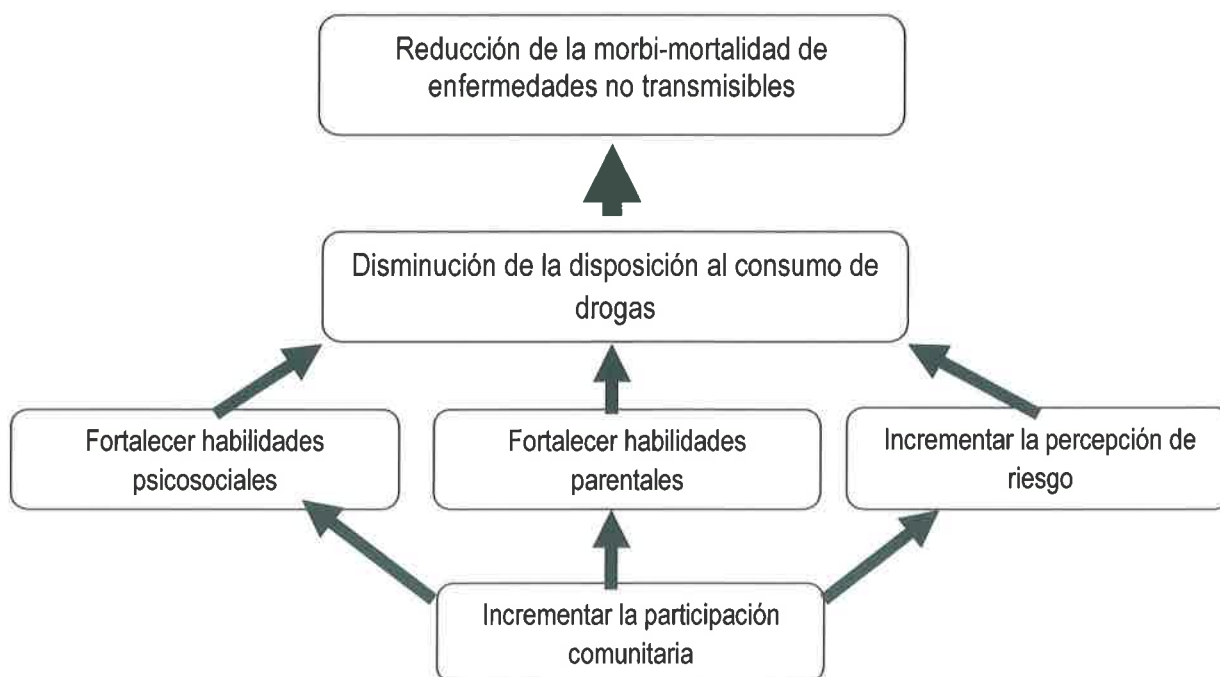 Reducción de la morbi-mortalidad de
enfermedades no transmisibles
Disminución de la disposición al consumo de
drogas
Fortalecer habilidades
psicosociales
Fortalecer habilidades
parentales
Incrementar la percepción de
riesgo
Incrementar la participación
comunitaria